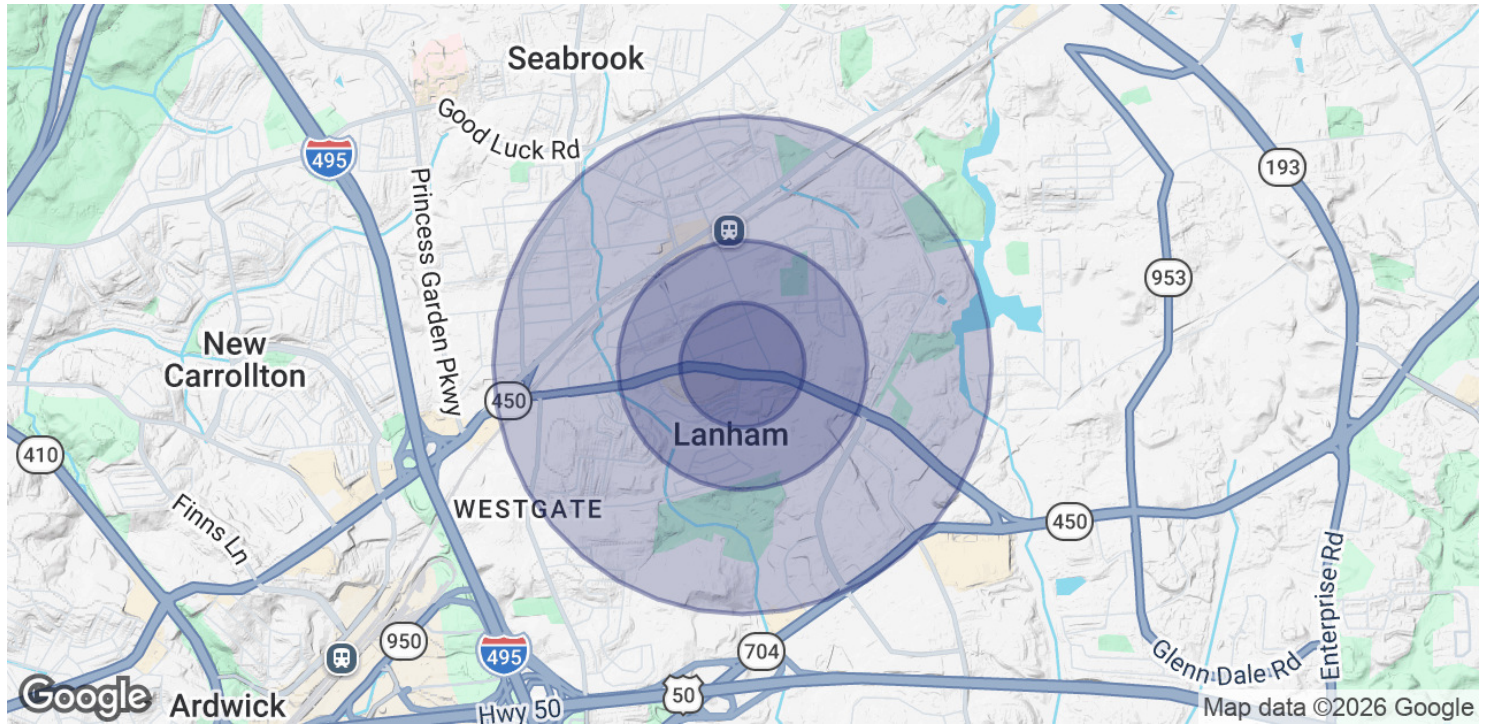 Seabrook
Good Luck Rd
495
193
Princess Garden Pkwy
953
New
Carrollton
450
Lanham
410
WESTGATE
Finns Ln
450
Enterprise Rd
950
495
704
Glenn Dale Rd
Google
Ardwick
Hwy 50
50
Map data ©2026 Google